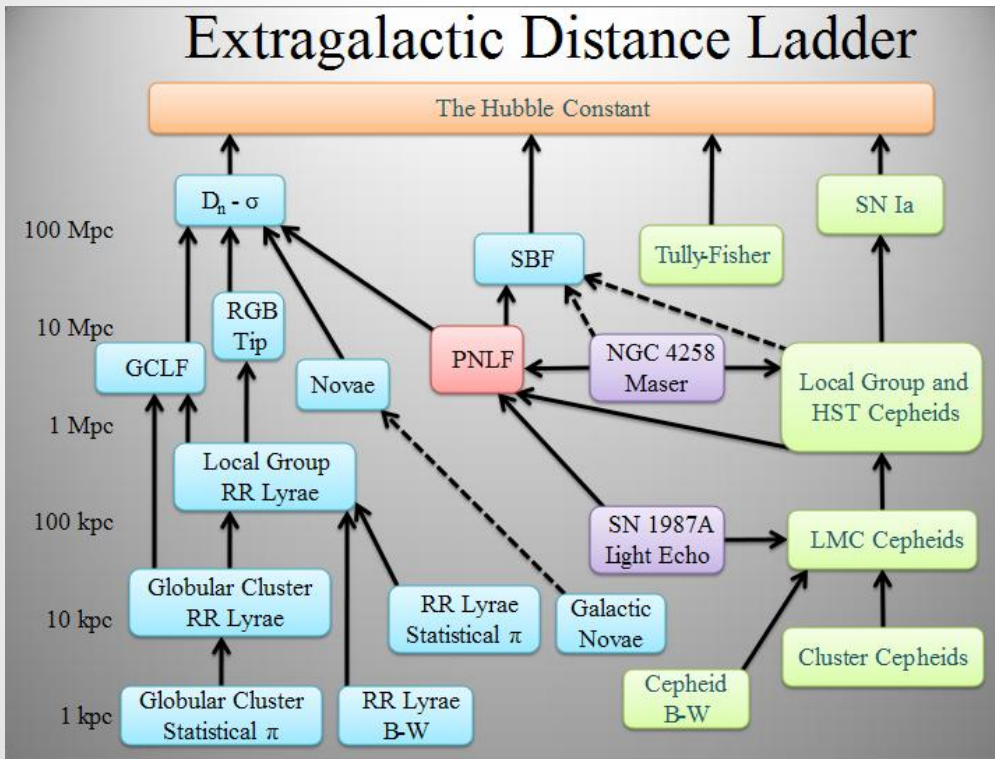 Extragalactic Distance Ladder
The Hubble Constant
Dₙ - σ
SN Ia
100 Mpc
SBF
Tully-Fisher
RGB
Tip
10 Mpc
GCLF
Novae
PNLF
NGC 4258
Maser
Local Group and
HST Cepheids
1 Mpc
Local Group
RR Lyrae
100 kpc
SN 1987A
Light Echo
LMC Cepheids
Globular Cluster
RR Lyrae
10 kpc
RR Lyrae
Statistical π
Galactic
Novae
Cluster Cepheids
Cepheid
B-W
1 kpc
Globular Cluster
Statistical π
RR Lyrae
B-W